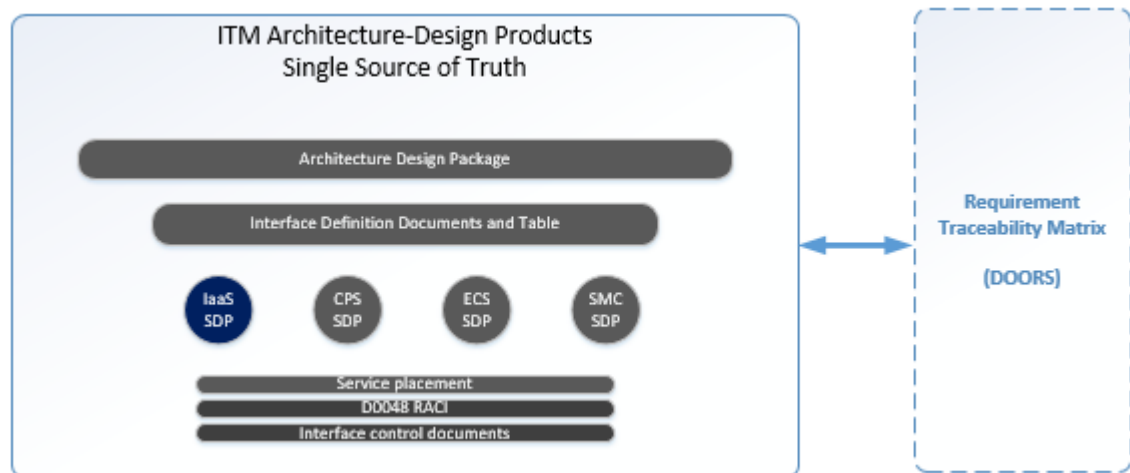 ITM Architecture-Design Products
Single Source of Truth
Architecture Design Package
Interface Definition Documents and Table
IaaS
SDP
CPS
SDP
ECS
SDP
SMC
SDP
Service placement
D0048 RACI
Interface control documents
Requirement
Traceability Matrix
(DOORS)